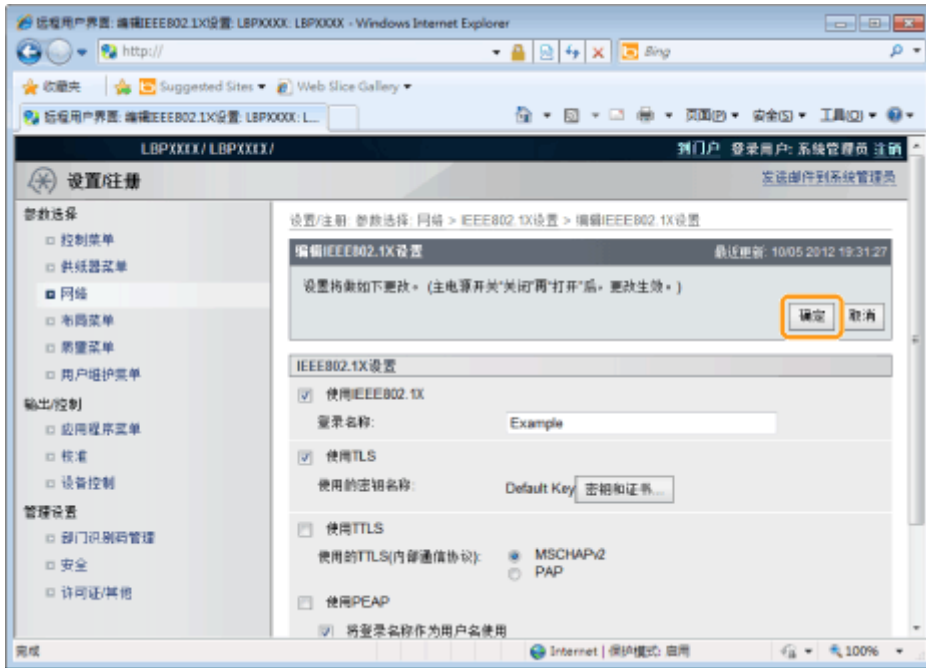 远程用户界面: 编辑IEEE802.1X设置: LBPXXXX: LBPXXXX - Windows Internet Explorer
http://
Bing
收藏夹 Suggested Sites Web Slice Gallery
远程用户界面: 编辑IEEE802.1X设置: LBPXXXX: L...
页面(P) 安全(S) 工具(O)
LBPXXXX/ LBPXXXX/
到门户 登录用户: 系统管理员 注销
设置/注册
发送邮件到系统管理员
参数选择
控制菜单
供纸器菜单
网络
布局菜单
质量菜单
用户维护菜单
输出/控制
应用程序菜单
校准
设备控制
管理设置
部门识别码管理
安全
许可证/其他
设置/注册: 参数选择: 网络 > IEEE802.1X设置 > 编辑IEEE802.1X设置
编辑IEEE802.1X设置
最近更新: 10/05 2012 19:31:27
设置将做如下更改。(主电源开关"关闭"再"打开"后，更改生效。)
确定 取消
IEEE802.1X设置
使用IEEE802.1X
登录名称: Example
使用TLS
使用的密钥名称: Default Key 密钥和证书...
使用TTLS
使用的TTLS(内部通信协议): MSCHAPv2
PAP
使用PEAP
将登录名称作为用户名使用
完成
Internet | 保护模式: 启用
100%